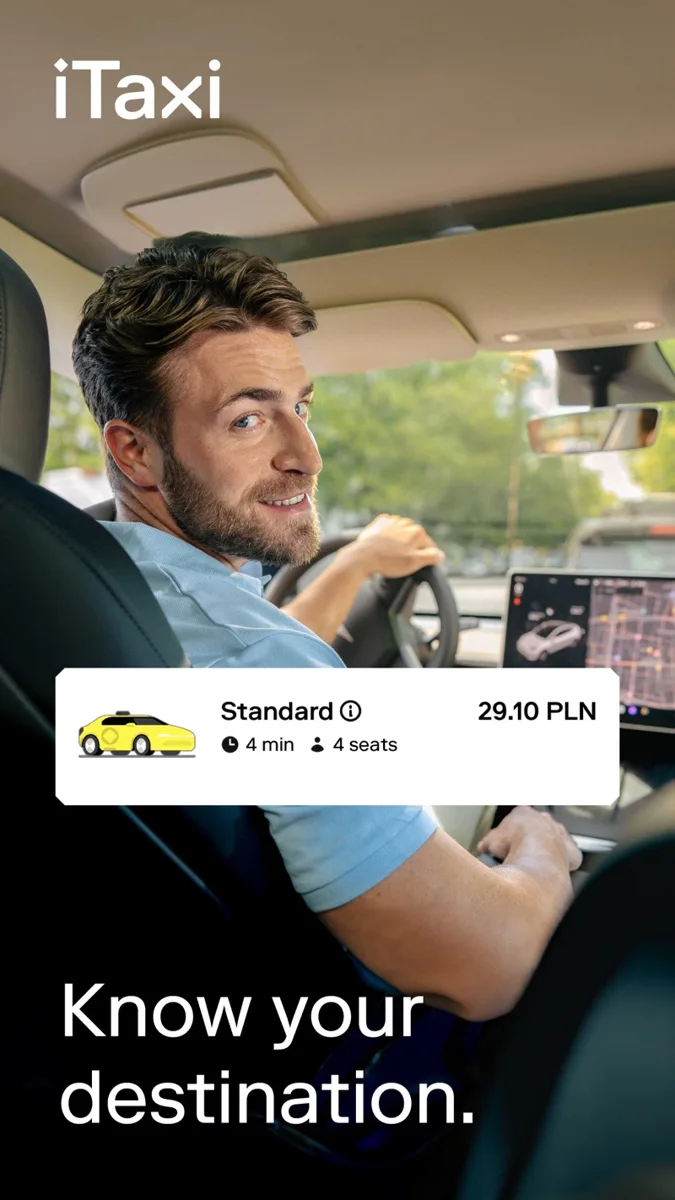 iTaxi
Standard 29.10 PLN
4 min 4 seats
Know your
destination.